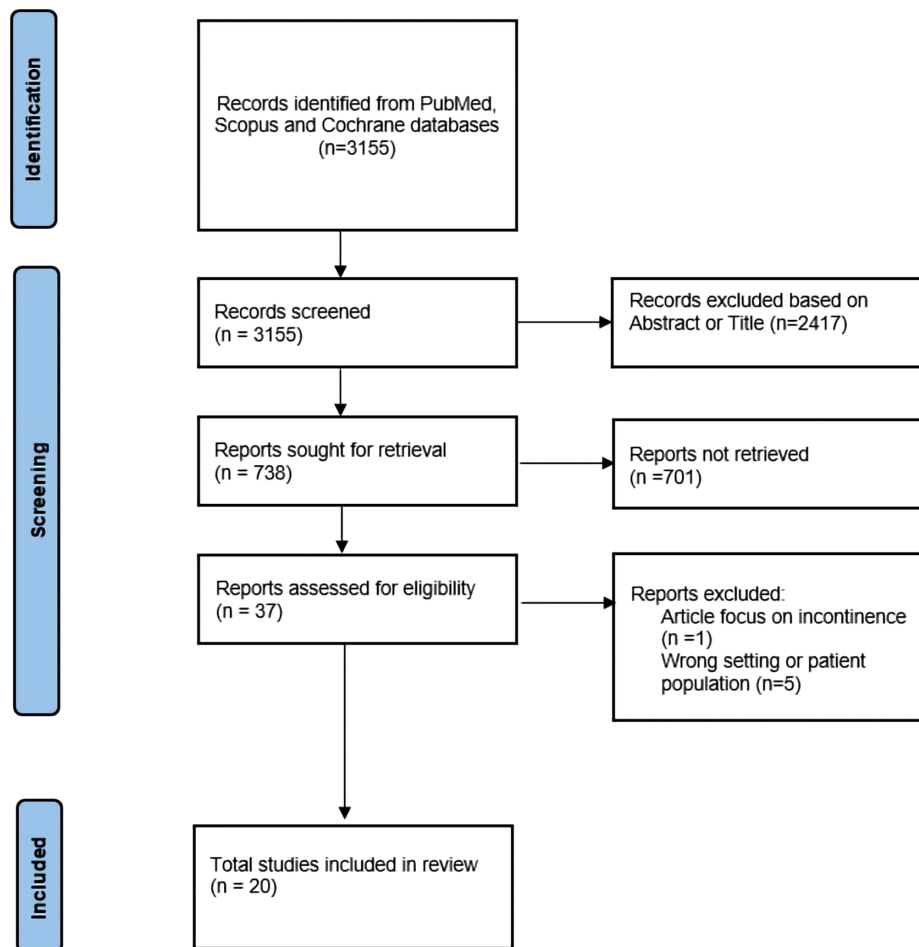 Identification
Records identified from PubMed,
Scopus and Cochrane databases
(n=3155)
Screening
Records screened
(n = 3155)
Records excluded based on
Abstract or Title (n=2417)
Reports sought for retrieval
(n = 738)
Reports not retrieved
(n =701)
Reports assessed for eligibility
(n = 37)
Reports excluded:
Article focus on incontinence
(n =1)
Wrong setting or patient
population (n=5)
Included
Total studies included in review
(n = 20)